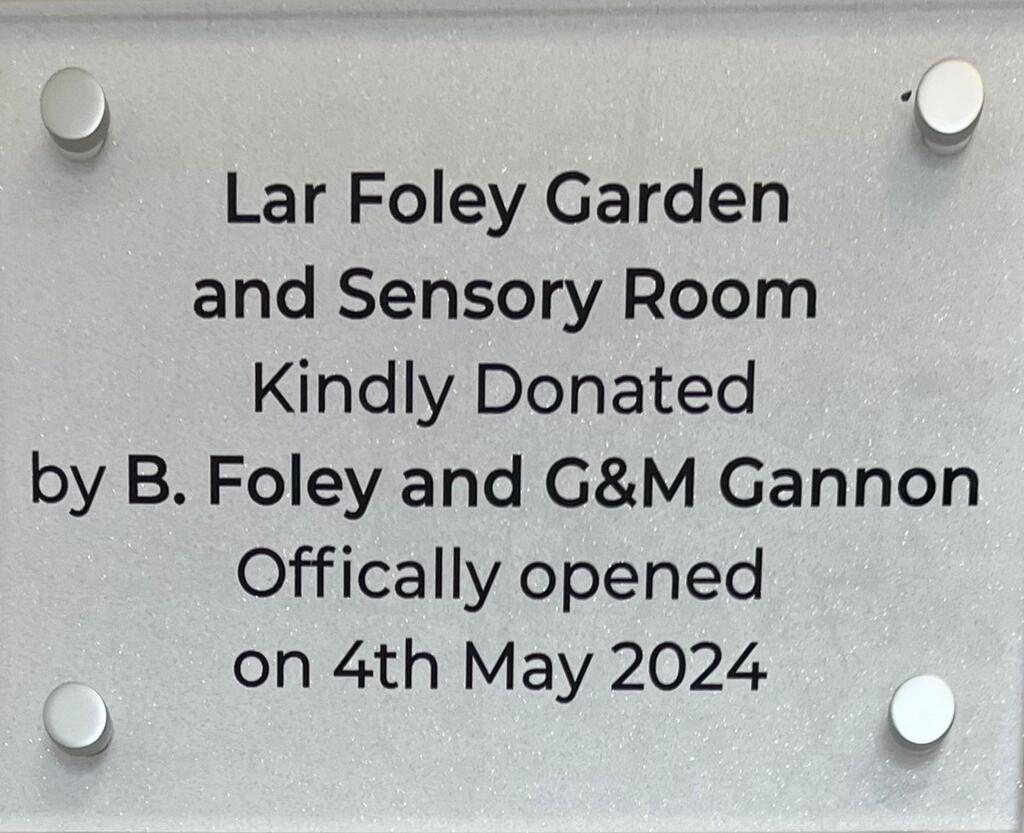 Lar Foley Garden
and Sensory Room
Kindly Donated
by B. Foley and G&M Gannon
Offically opened
on 4th May 2024